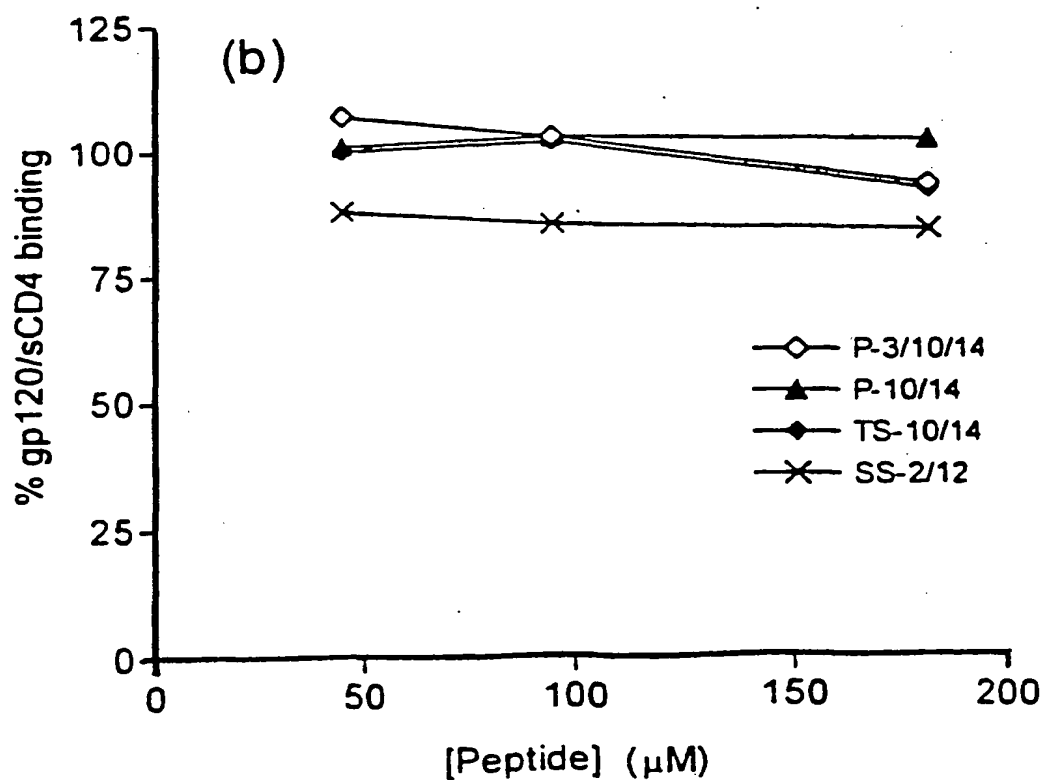 (b)
% gp120/sCD4 binding
125
100
75
50
25
0
0 50 100 150 200
[Peptide] (µM)
P-3/10/14
P-10/14
TS-10/14
SS-2/12